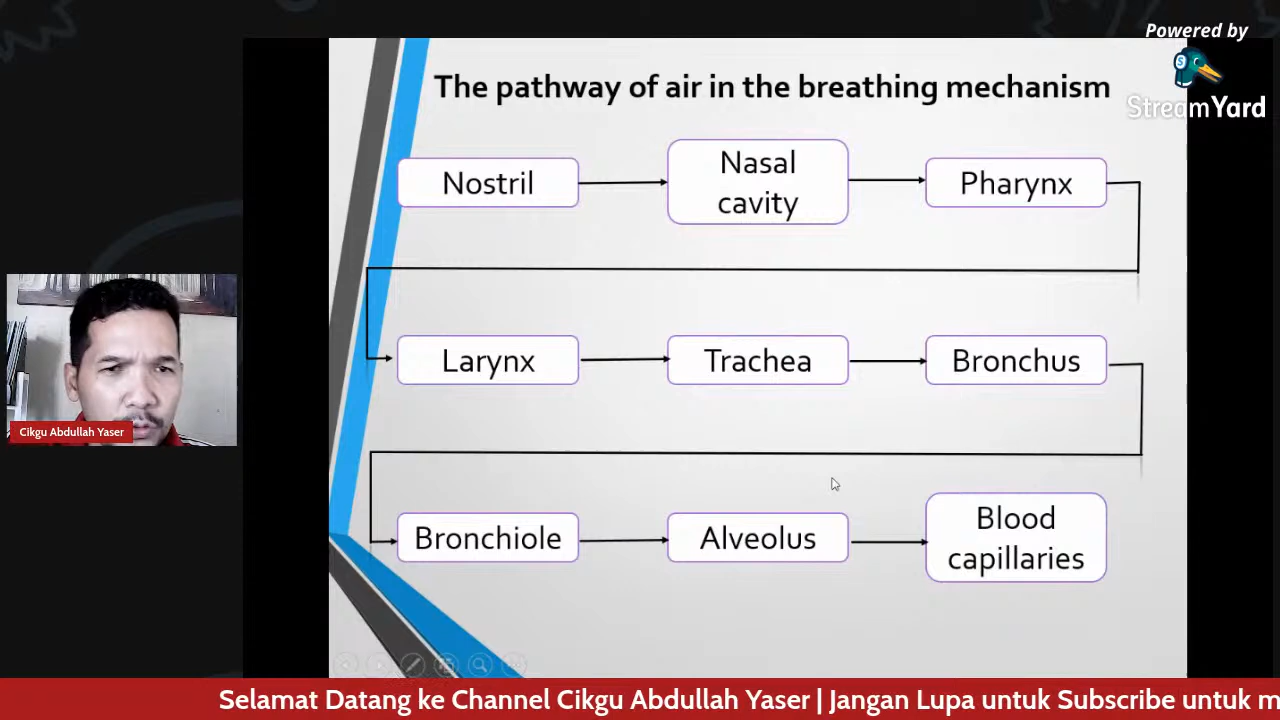 Powered by
StreamYard
The pathway of air in the breathing mechanism
Nostril
Nasal
cavity
Pharynx
Larynx
Trachea
Bronchus
Bronchiole
Alveolus
Blood
capillaries
Cikgu Abdullah Yaser
Selamat Datang ke Channel Cikgu Abdullah Yaser | Jangan Lupa untuk Subscribe untuk m